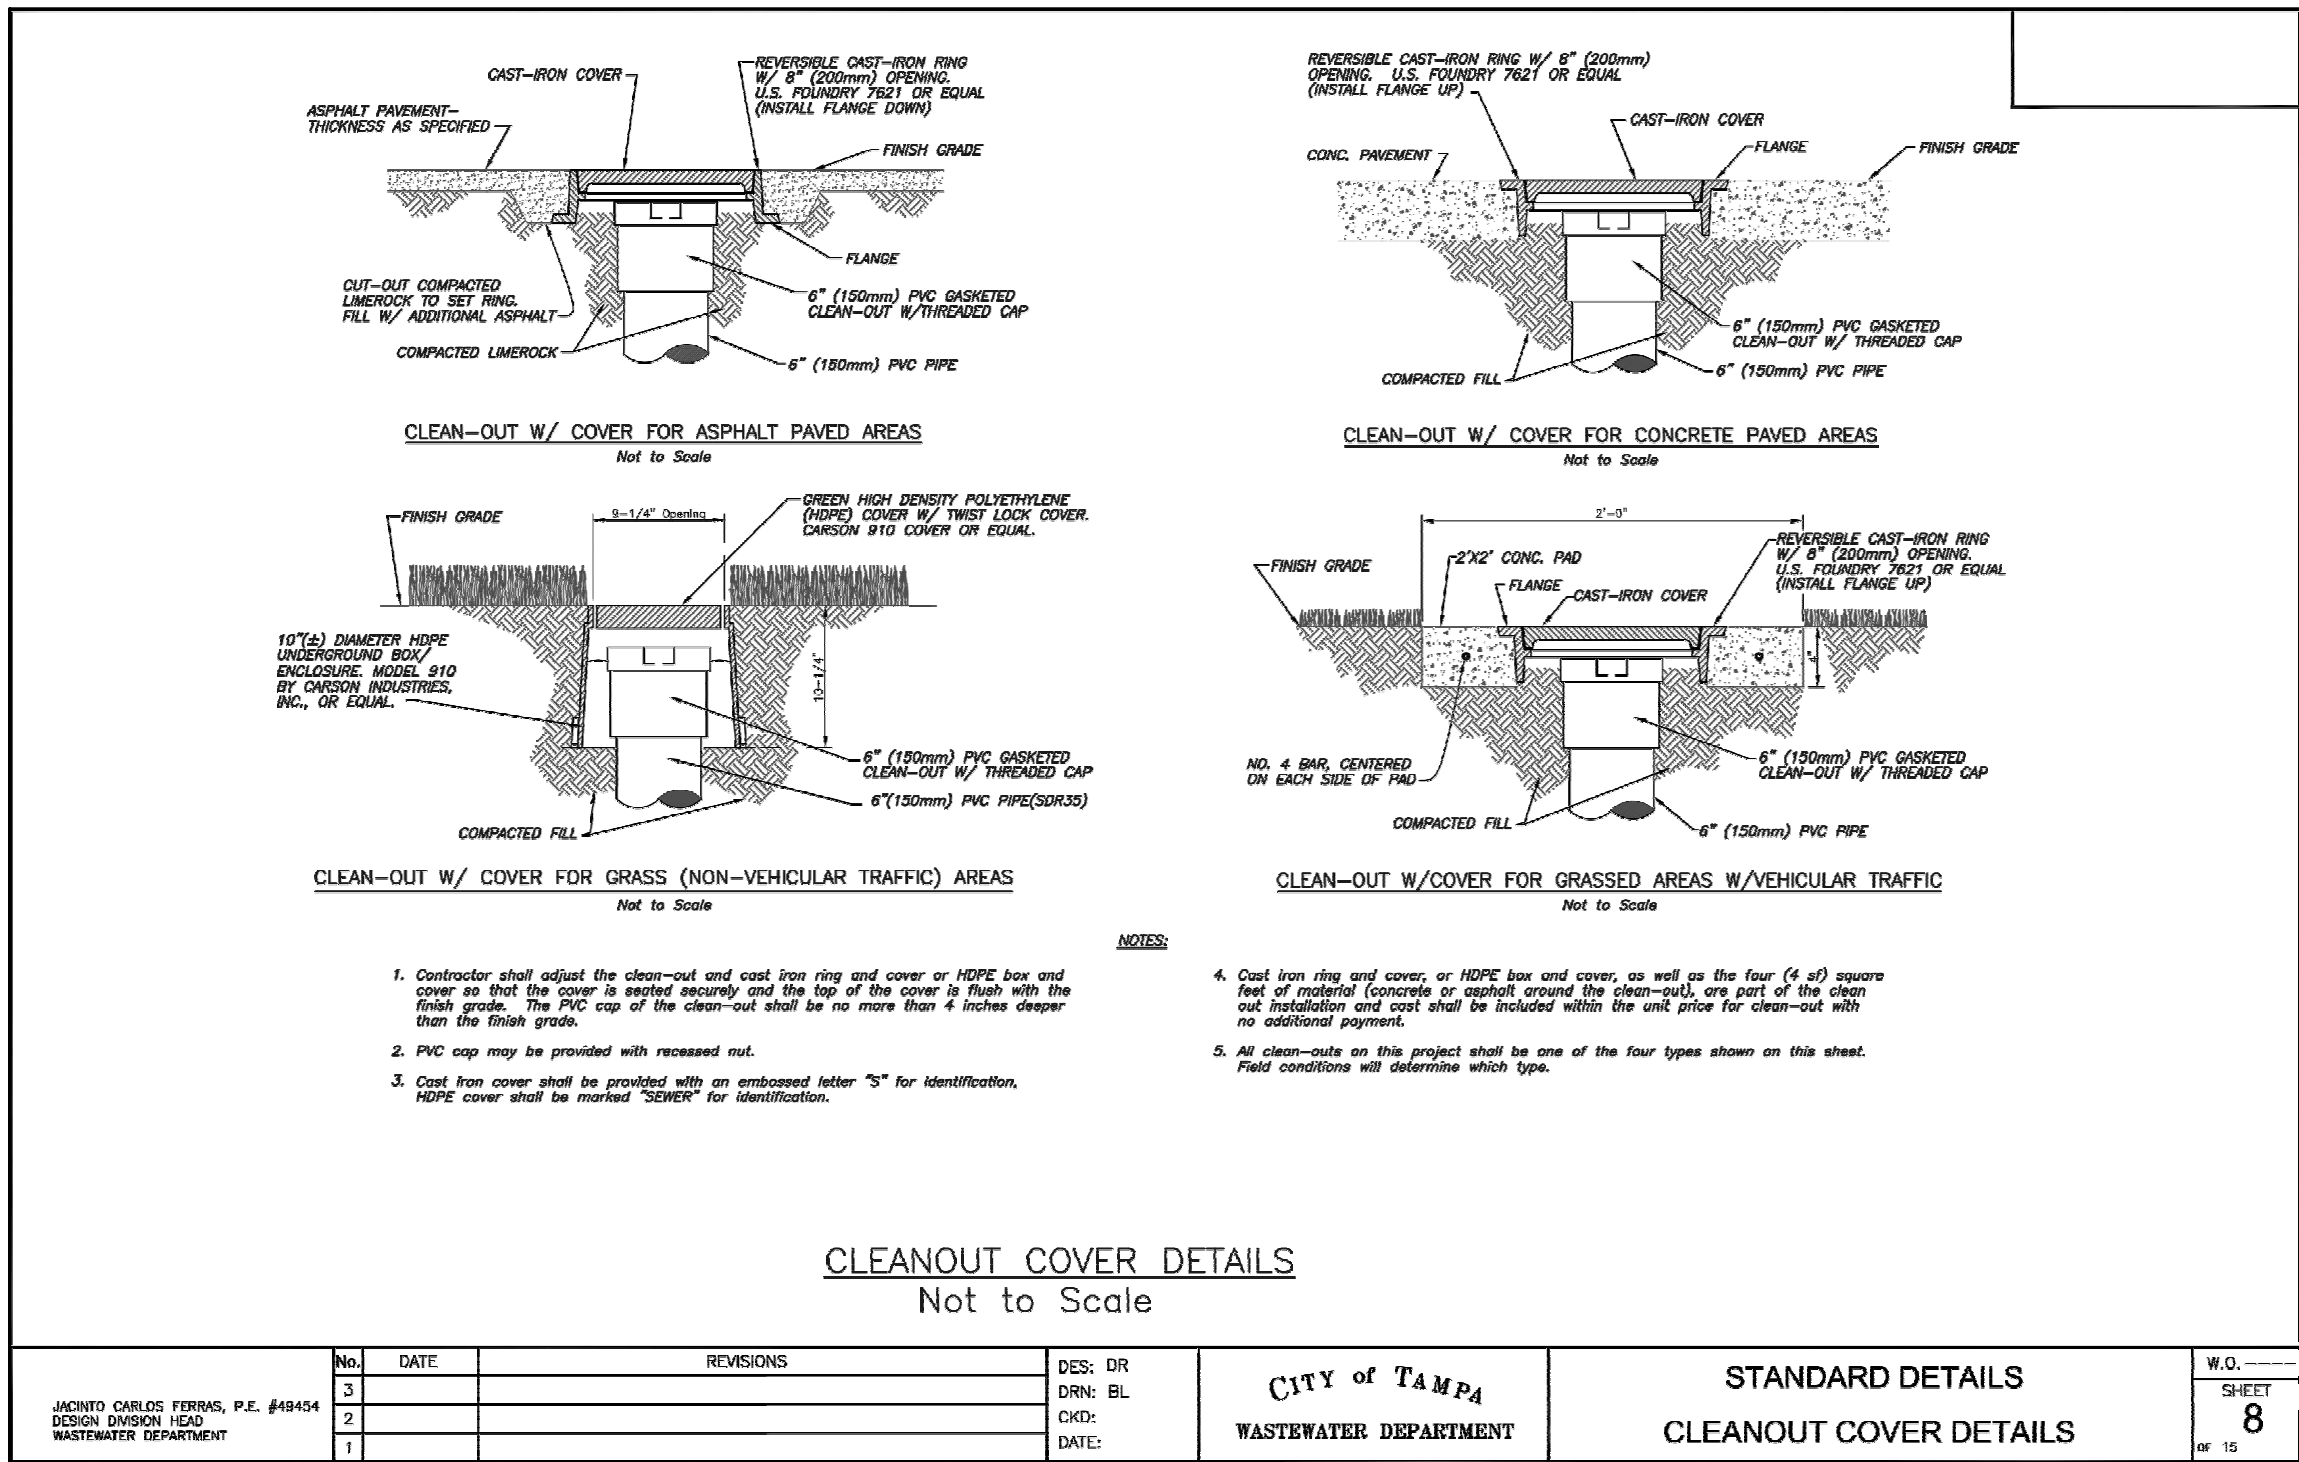 CAST-IRON COVER
REVERSIBLE CAST-IRON RING
W/ 8" (200mm) OPENING.
U.S. FOUNDRY 7621 OR EQUAL
(INSTALL FLANGE DOWN)
ASPHALT PAVEMENT-
THICKNESS AS SPECIFIED
FINISH GRADE
FLANGE
CUT-OUT COMPACTED
LIMEROCK TO SET RING.
FILL W/ ADDITIONAL ASPHALT
6" (150mm) PVC GASKETED
CLEAN-OUT W/THREADED CAP
COMPACTED LIMEROCK
6" (150mm) PVC PIPE
CLEAN-OUT W/ COVER FOR ASPHALT PAVED AREAS
Not to Scale
REVERSIBLE CAST-IRON RING W/ 8" (200mm)
OPENING. U.S. FOUNDRY 7621 OR EQUAL
(INSTALL FLANGE UP)
CAST-IRON COVER
CONC. PAVEMENT
FLANGE
FINISH GRADE
6" (150mm) PVC GASKETED
CLEAN-OUT W/ THREADED CAP
COMPACTED FILL
6" (150mm) PVC PIPE
CLEAN-OUT W/ COVER FOR CONCRETE PAVED AREAS
Not to Scale
FINISH GRADE
9-1/4" Opening
GREEN HIGH DENSITY POLYETHYLENE
(HDPE) COVER W/ TWIST LOCK COVER.
CARSON 910 COVER OR EQUAL.
10"(±) DIAMETER HDPE
UNDERGROUND BOX/
ENCLOSURE. MODEL 910
BY CARSON INDUSTRIES,
INC., OR EQUAL.
10-1/4"
6" (150mm) PVC GASKETED
CLEAN-OUT W/ THREADED CAP
6"(150mm) PVC PIPE(SDR35)
COMPACTED FILL
CLEAN-OUT W/ COVER FOR GRASS (NON-VEHICULAR TRAFFIC) AREAS
Not to Scale
2'-0"
FINISH GRADE
2'X2' CONC. PAD
FLANGE
CAST-IRON COVER
REVERSIBLE CAST-IRON RING
W/ 8" (200mm) OPENING.
U.S. FOUNDRY 7621 OR EQUAL
(INSTALL FLANGE UP)
4"
NO. 4 BAR, CENTERED
ON EACH SIDE OF PAD
6" (150mm) PVC GASKETED
CLEAN-OUT W/ THREADED CAP
COMPACTED FILL
6" (150mm) PVC PIPE
CLEAN-OUT W/COVER FOR GRASSED AREAS W/VEHICULAR TRAFFIC
Not to Scale
NOTES:
1. Contractor shall adjust the clean-out and cast iron ring and cover or HDPE box and
cover so that the cover is seated securely and the top of the cover is flush with the
finish grade. The PVC cap of the clean-out shall be no more than 4 inches deeper
than the finish grade.
2. PVC cap may be provided with recessed nut.
3. Cast iron cover shall be provided with an embossed letter "S" for identification.
HDPE cover shall be marked "SEWER" for identification.
4. Cast iron ring and cover, or HDPE box and cover, as well as the four (4 sf) square
feet of material (concrete or asphalt around the clean-out), are part of the clean
out installation and cost shall be included within the unit price for clean-out with
no additional payment.
5. All clean-outs on this project shall be one of the four types shown on this sheet.
Field conditions will determine which type.
CLEANOUT COVER DETAILS
Not to Scale
JACINTO CARLOS FERRAS, P.E. #49454
DESIGN DIVISION HEAD
WASTEWATER DEPARTMENT
No. DATE REVISIONS
3
2
1
DES: DR
DRN: BL
CKD:
DATE:
CITY of TAMPA
WASTEWATER DEPARTMENT
STANDARD DETAILS
CLEANOUT COVER DETAILS
W.O. ----
SHEET
8
OF 15